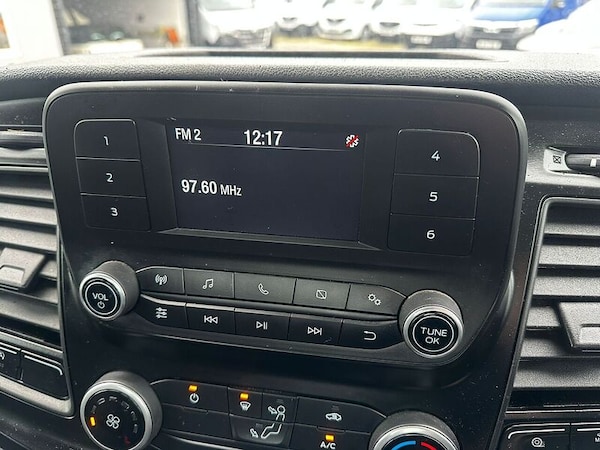 FM 2 12:17
97.60 MHz
1
2
3
4
5
6
VOL
TUNE
OK
A/C